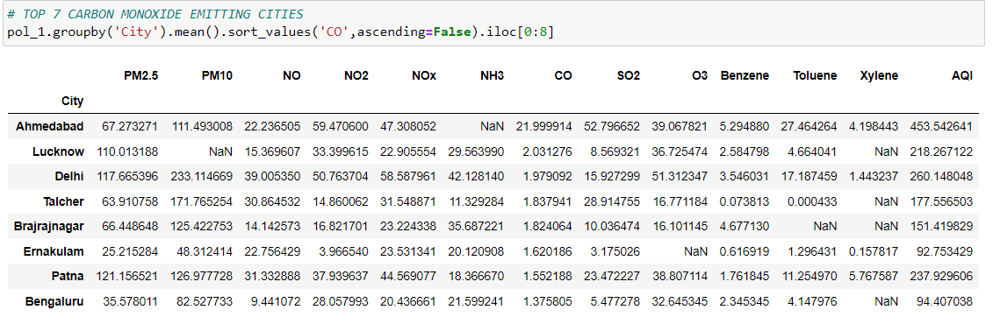 # TOP 7 CARBON MONOXIDE EMITTING CITIES
pol_1.groupby('City').mean().sort_values('CO',ascending=False).iloc[0:8]
PM2.5 PM10 NO NO2 NOx NH3 CO SO2 O3 Benzene Toluene Xylene AQI
City
Ahmedabad 67.273271 111.493008 22.236505 59.470600 47.308052 NaN 21.999914 52.796652 39.067821 5.294880 27.464264 4.198443 453.542641
Lucknow 110.013188 NaN 15.369607 33.399615 22.905554 29.563990 2.031276 8.569321 36.725474 2.584798 4.664041 NaN 218.267122
Delhi 117.665396 233.114669 39.005350 50.763704 58.587961 42.128140 1.979092 15.927299 51.312347 3.546031 17.187459 1.443237 260.148048
Talcher 63.910758 171.765254 30.864532 14.860062 31.548871 11.329284 1.837941 28.914755 16.771184 0.073813 0.000433 NaN 177.556503
Brajrajnagar 66.448648 125.422753 14.142573 16.821701 23.224338 35.687221 1.824064 10.036474 16.101145 4.677130 NaN NaN 151.419829
Ernakulam 25.215284 48.312414 22.756429 3.966540 23.531341 20.120908 1.620186 3.175026 NaN 0.616919 1.296431 0.157817 92.753429
Patna 121.156521 126.977728 31.332888 37.939637 44.569077 18.366670 1.552188 23.472227 38.807114 1.761845 11.254970 5.767587 237.929606
Bengaluru 35.578011 82.527733 9.441072 28.057993 20.436661 21.599241 1.375805 5.477278 32.645345 2.345345 4.147976 NaN 94.407038